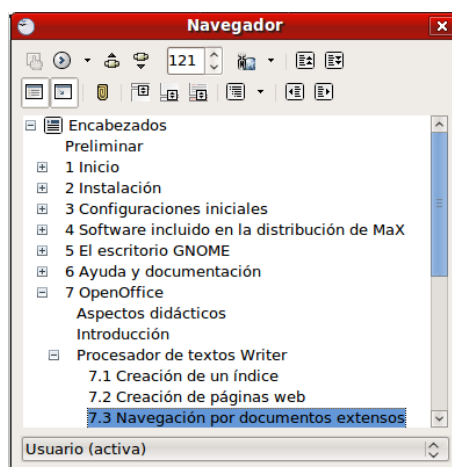 Navegador
121
Encabezados
Preliminar
1 Inicio
2 Instalación
3 Configuraciones iniciales
4 Software incluido en la distribución de MaX
5 El escritorio GNOME
6 Ayuda y documentación
7 OpenOffice
Aspectos didácticos
Introducción
Procesador de textos Writer
7.1 Creación de un índice
7.2 Creación de páginas web
7.3 Navegación por documentos extensos
Usuario (activa)